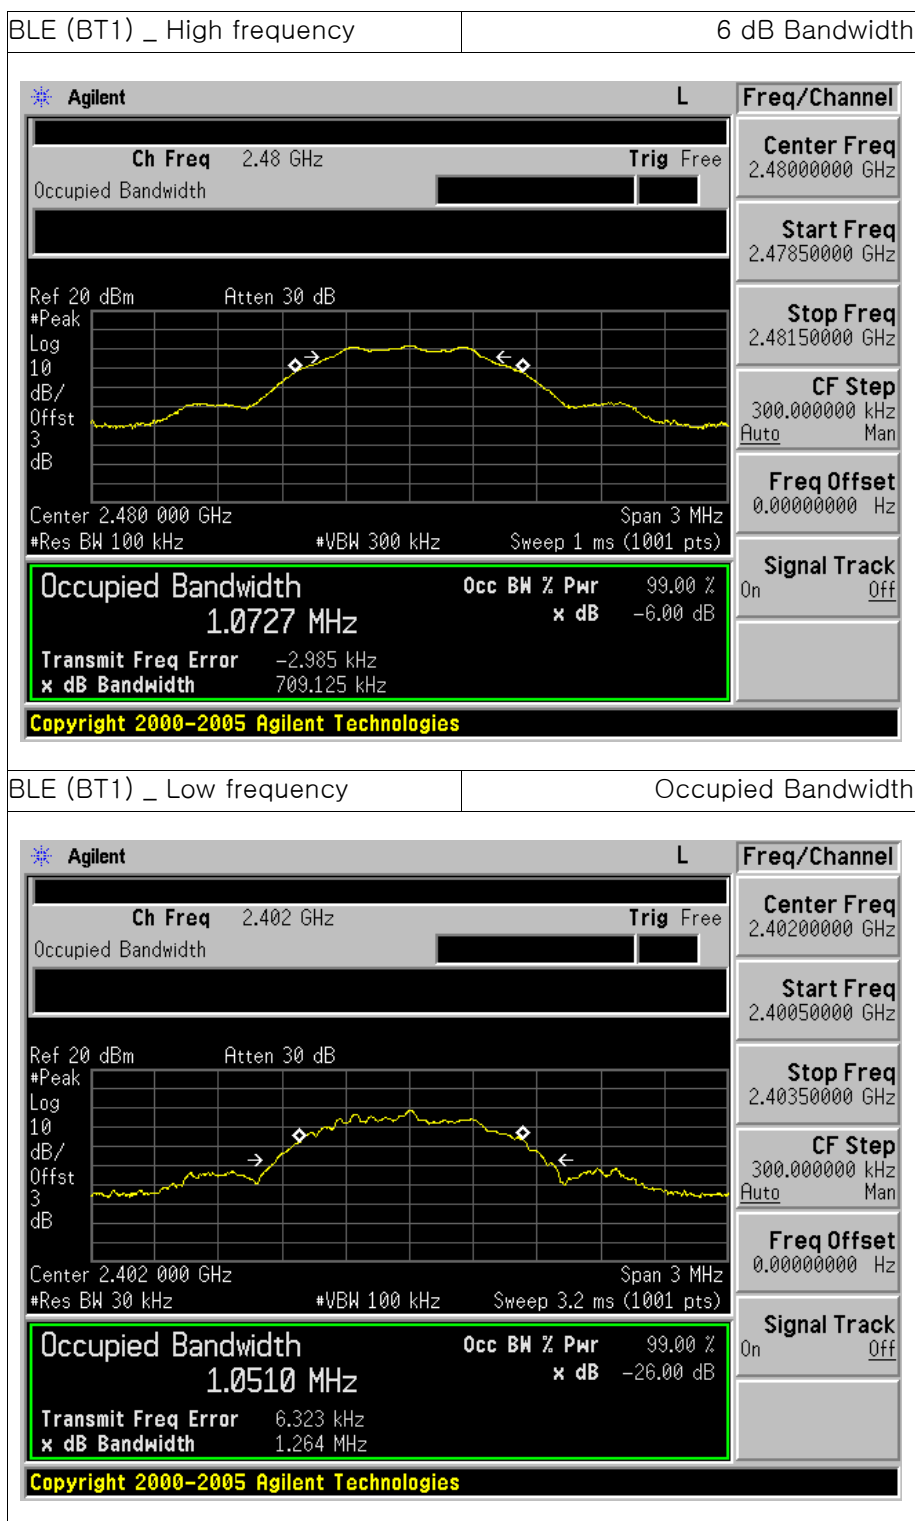 BLE (BT1) _ High frequency 6 dB Bandwidth
Agilent L Freq/Channel
Ch Freq 2.48 GHz Trig Free
Occupied Bandwidth
Center Freq
2.48000000 GHz
Start Freq
2.47850000 GHz
Stop Freq
2.48150000 GHz
CF Step
300.000000 kHz
Auto Man
Freq Offset
0.00000000 Hz
Signal Track
On Off
Ref 20 dBm Atten 30 dB
#Peak
Log
10
dB/
Offst
3
dB
Center 2.480 000 GHz Span 3 MHz
#Res BW 100 kHz #VBW 300 kHz Sweep 1 ms (1001 pts)
Occupied Bandwidth Occ BW % Pwr 99.00 %
1.0727 MHz x dB -6.00 dB
Transmit Freq Error -2.985 kHz
x dB Bandwidth 709.125 kHz
Copyright 2000-2005 Agilent Technologies
BLE (BT1) _ Low frequency Occupied Bandwidth
Agilent L Freq/Channel
Ch Freq 2.402 GHz Trig Free
Occupied Bandwidth
Center Freq
2.40200000 GHz
Start Freq
2.40050000 GHz
Stop Freq
2.40350000 GHz
CF Step
300.000000 kHz
Auto Man
Freq Offset
0.00000000 Hz
Signal Track
On Off
Ref 20 dBm Atten 30 dB
#Peak
Log
10
dB/
Offst
3
dB
Center 2.402 000 GHz Span 3 MHz
#Res BW 30 kHz #VBW 100 kHz Sweep 3.2 ms (1001 pts)
Occupied Bandwidth Occ BW % Pwr 99.00 %
1.0510 MHz x dB -26.00 dB
Transmit Freq Error 6.323 kHz
x dB Bandwidth 1.264 MHz
Copyright 2000-2005 Agilent Technologies